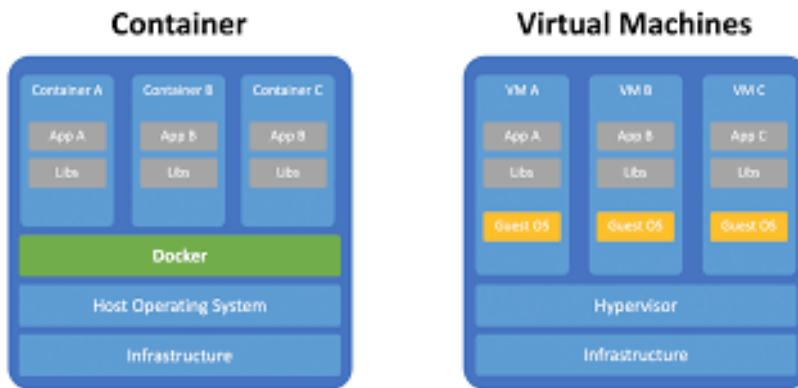 Container
Container A
App A
Libs
Container B
App B
Libs
Container C
App B
Libs
Docker
Host Operating System
Infrastructure
Virtual Machines
VM A
App A
Libs
Guest OS
VM B
App B
Libs
Guest OS
VM C
App C
Libs
Guest OS
Hypervisor
Infrastructure